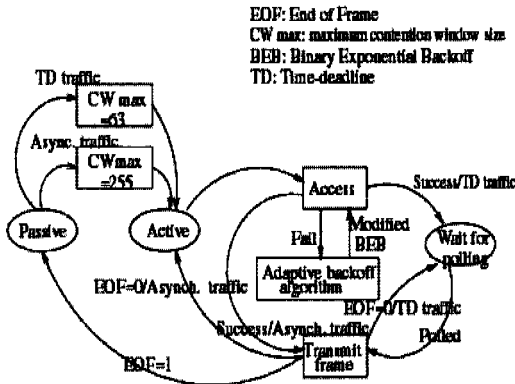 EOF: End of Frame
CW max: maximum contention window size
BEB: Binary Exponential Backoff
TD: Time-deadline
TD traffic
CW max
=63
Async. traffic
CWmax
=255
Passive
Active
Access
Success/TD traffic
Fail
Modified
BEB
Wait for
polling
Adaptive backoff
algorithm
EOF=0/Asynch. traffic
EOF=0/TD traffic
Success/Asynch. traffic
Polled
Transmit
frame
EOF=1